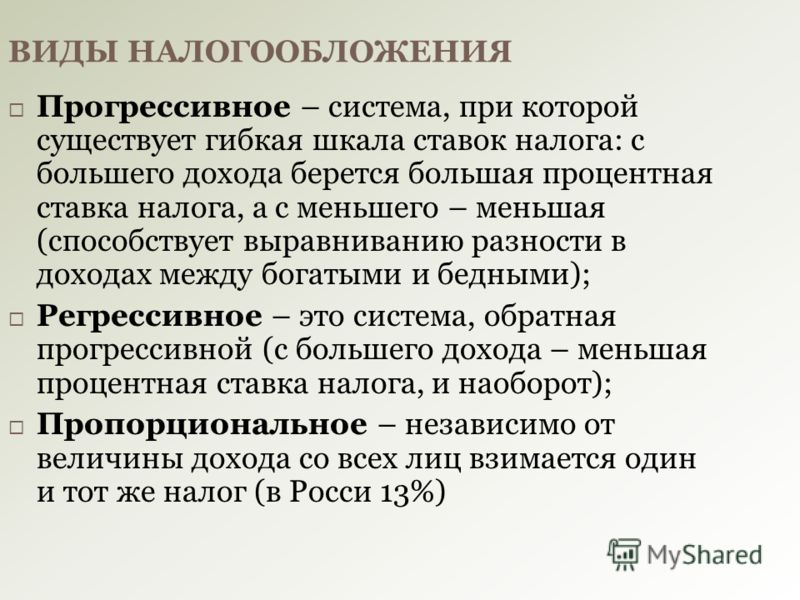 ВИДЫ НАЛОГООБЛОЖЕНИЯ
Прогрессивное – система, при которой
существует гибкая шкала ставок налога: с
большего дохода берется большая процентная
ставка налога, а с меньшего – меньшая
(способствует выравниванию разности в
доходах между богатыми и бедными);
Регрессивное – это система, обратная
прогрессивной (с большего дохода – меньшая
процентная ставка налога, и наоборот);
Пропорциональное – независимо от
величины дохода со всех лиц взимается один
и тот же налог (в Росси 13%)
MyShared